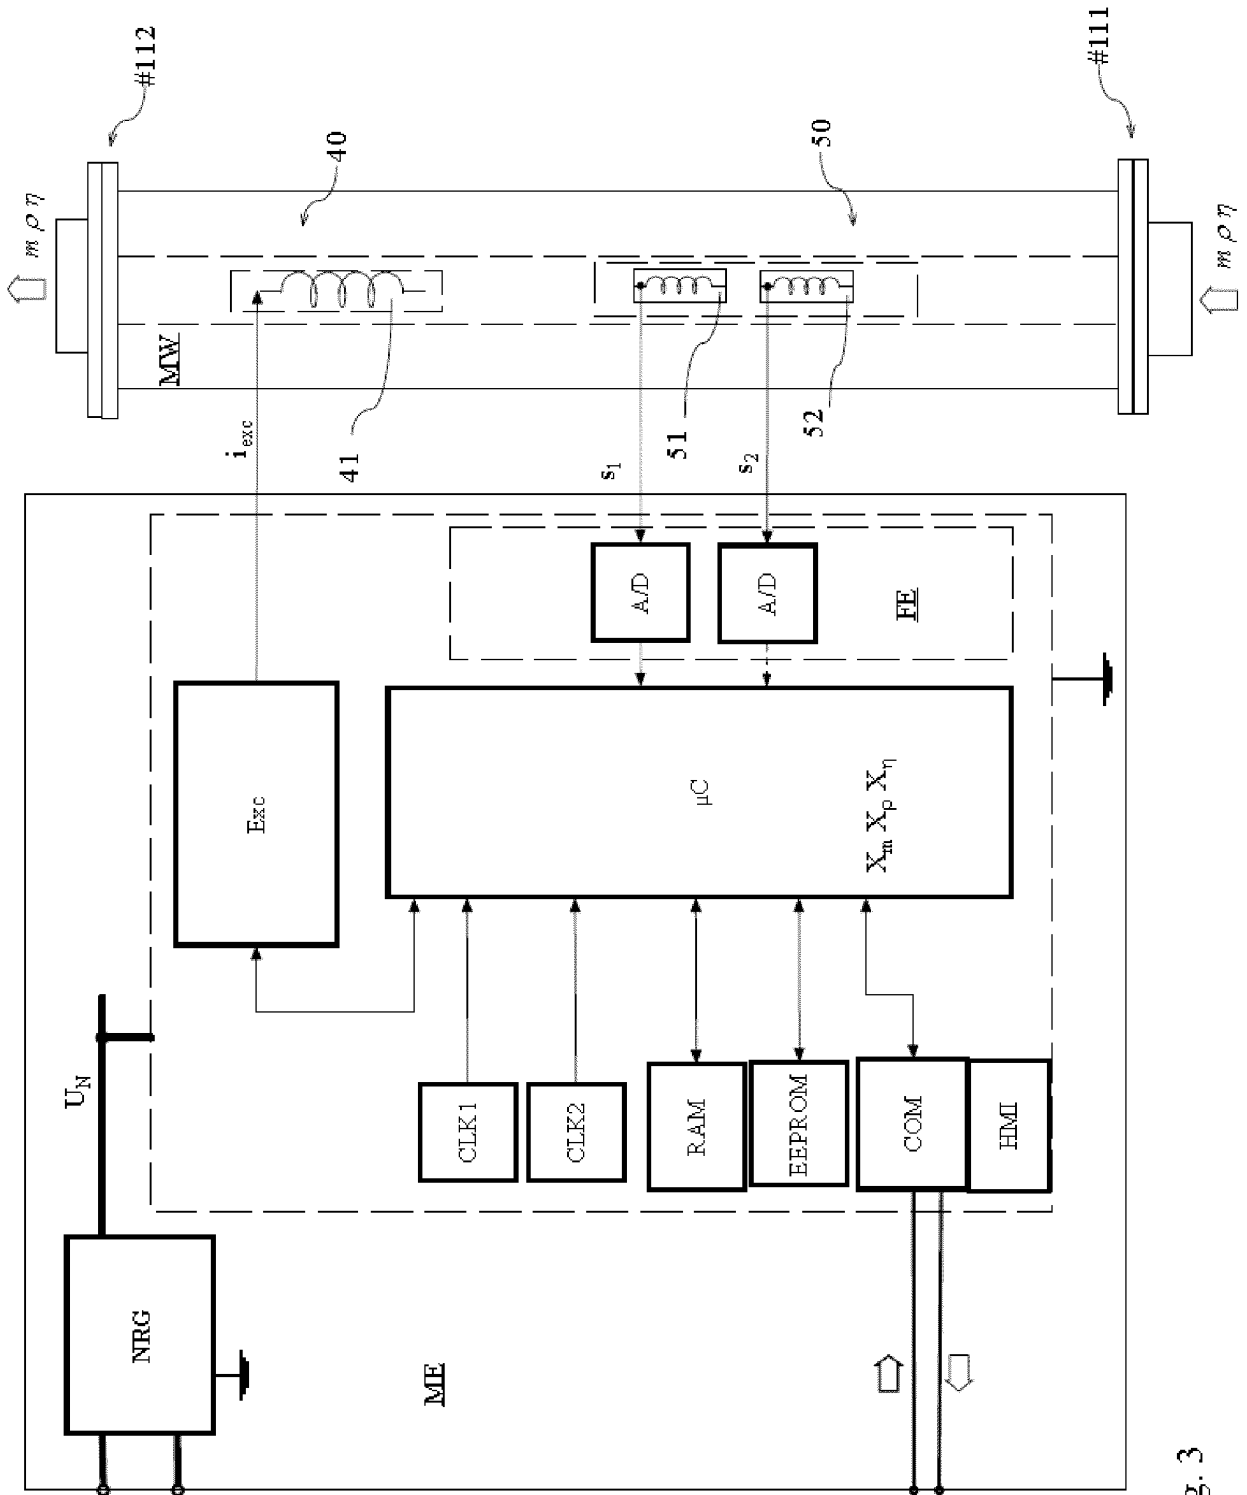 #112
#111
m ρ η
m ρ η
40
50
MW
41
51
52
i_exc
s₁
s₂
A/D
A/D
FE
Exc
μC
X_m X_ρ X_η
U_N
CLK1
CLK2
RAM
EEPROM
COM
HMI
NRG
ME
g. 3